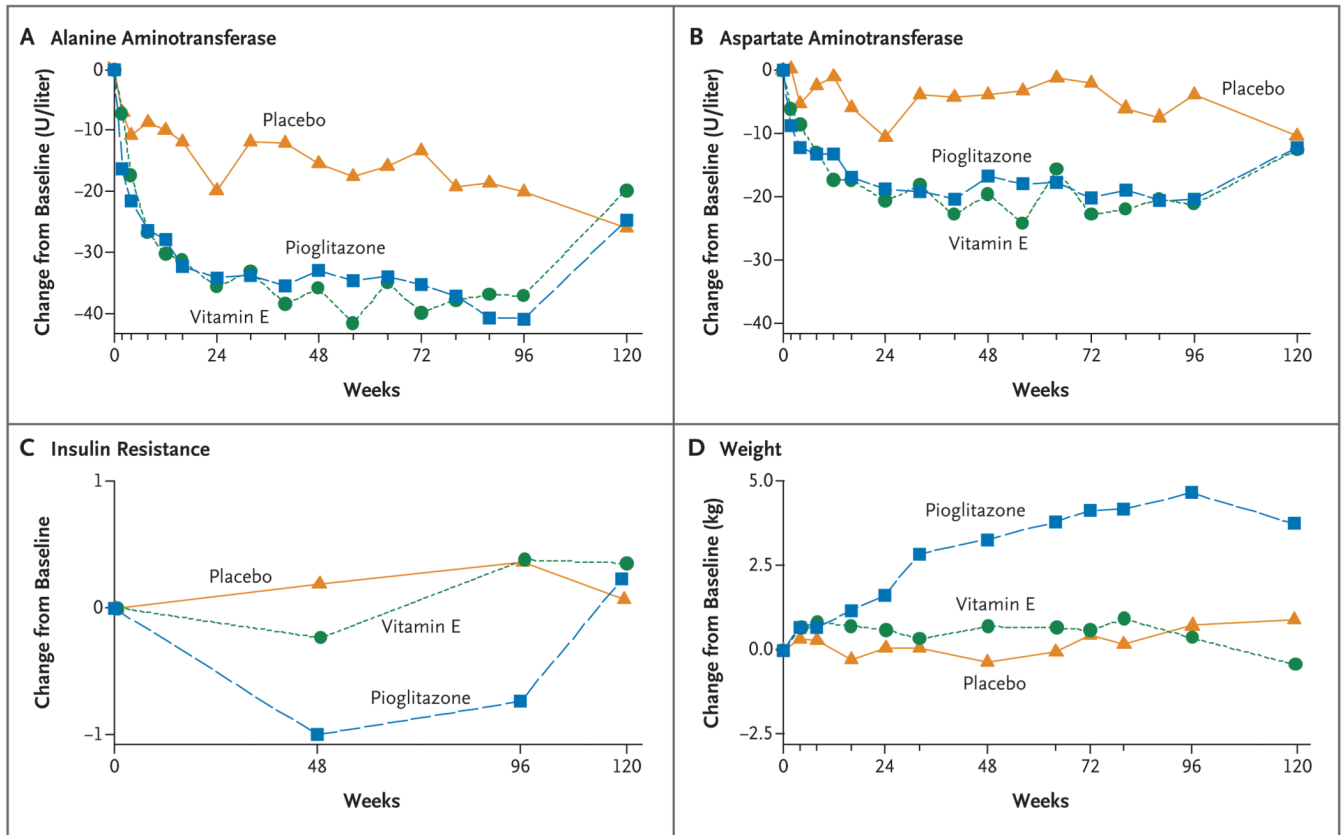 A Alanine Aminotransferase
Change from Baseline (U/liter)
0
−10
−20
−30
−40
Placebo
Pioglitazone
Vitamin E
0 24 48 72 96 120
Weeks
B Aspartate Aminotransferase
Change from Baseline (U/liter)
0
−10
−20
−30
−40
Placebo
Pioglitazone
Vitamin E
0 24 48 72 96 120
Weeks
C Insulin Resistance
Change from Baseline
1
0
−1
Placebo
Vitamin E
Pioglitazone
0 48 96 120
Weeks
D Weight
Change from Baseline (kg)
5.0
2.5
0.0
−2.5
Pioglitazone
Vitamin E
Placebo
0 24 48 72 96 120
Weeks